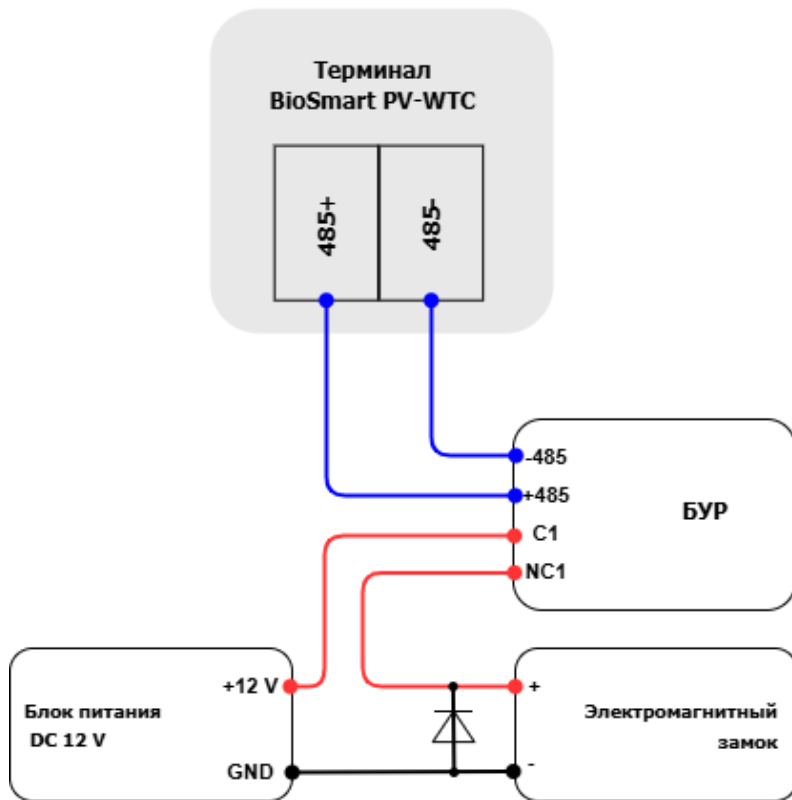 Терминал
BioSmart PV-WTC
485+
485-
-485
+485
C1
NC1
БУР
+12 V
Блок питания
DC 12 V
GND
+
Электромагнитный
замок
-